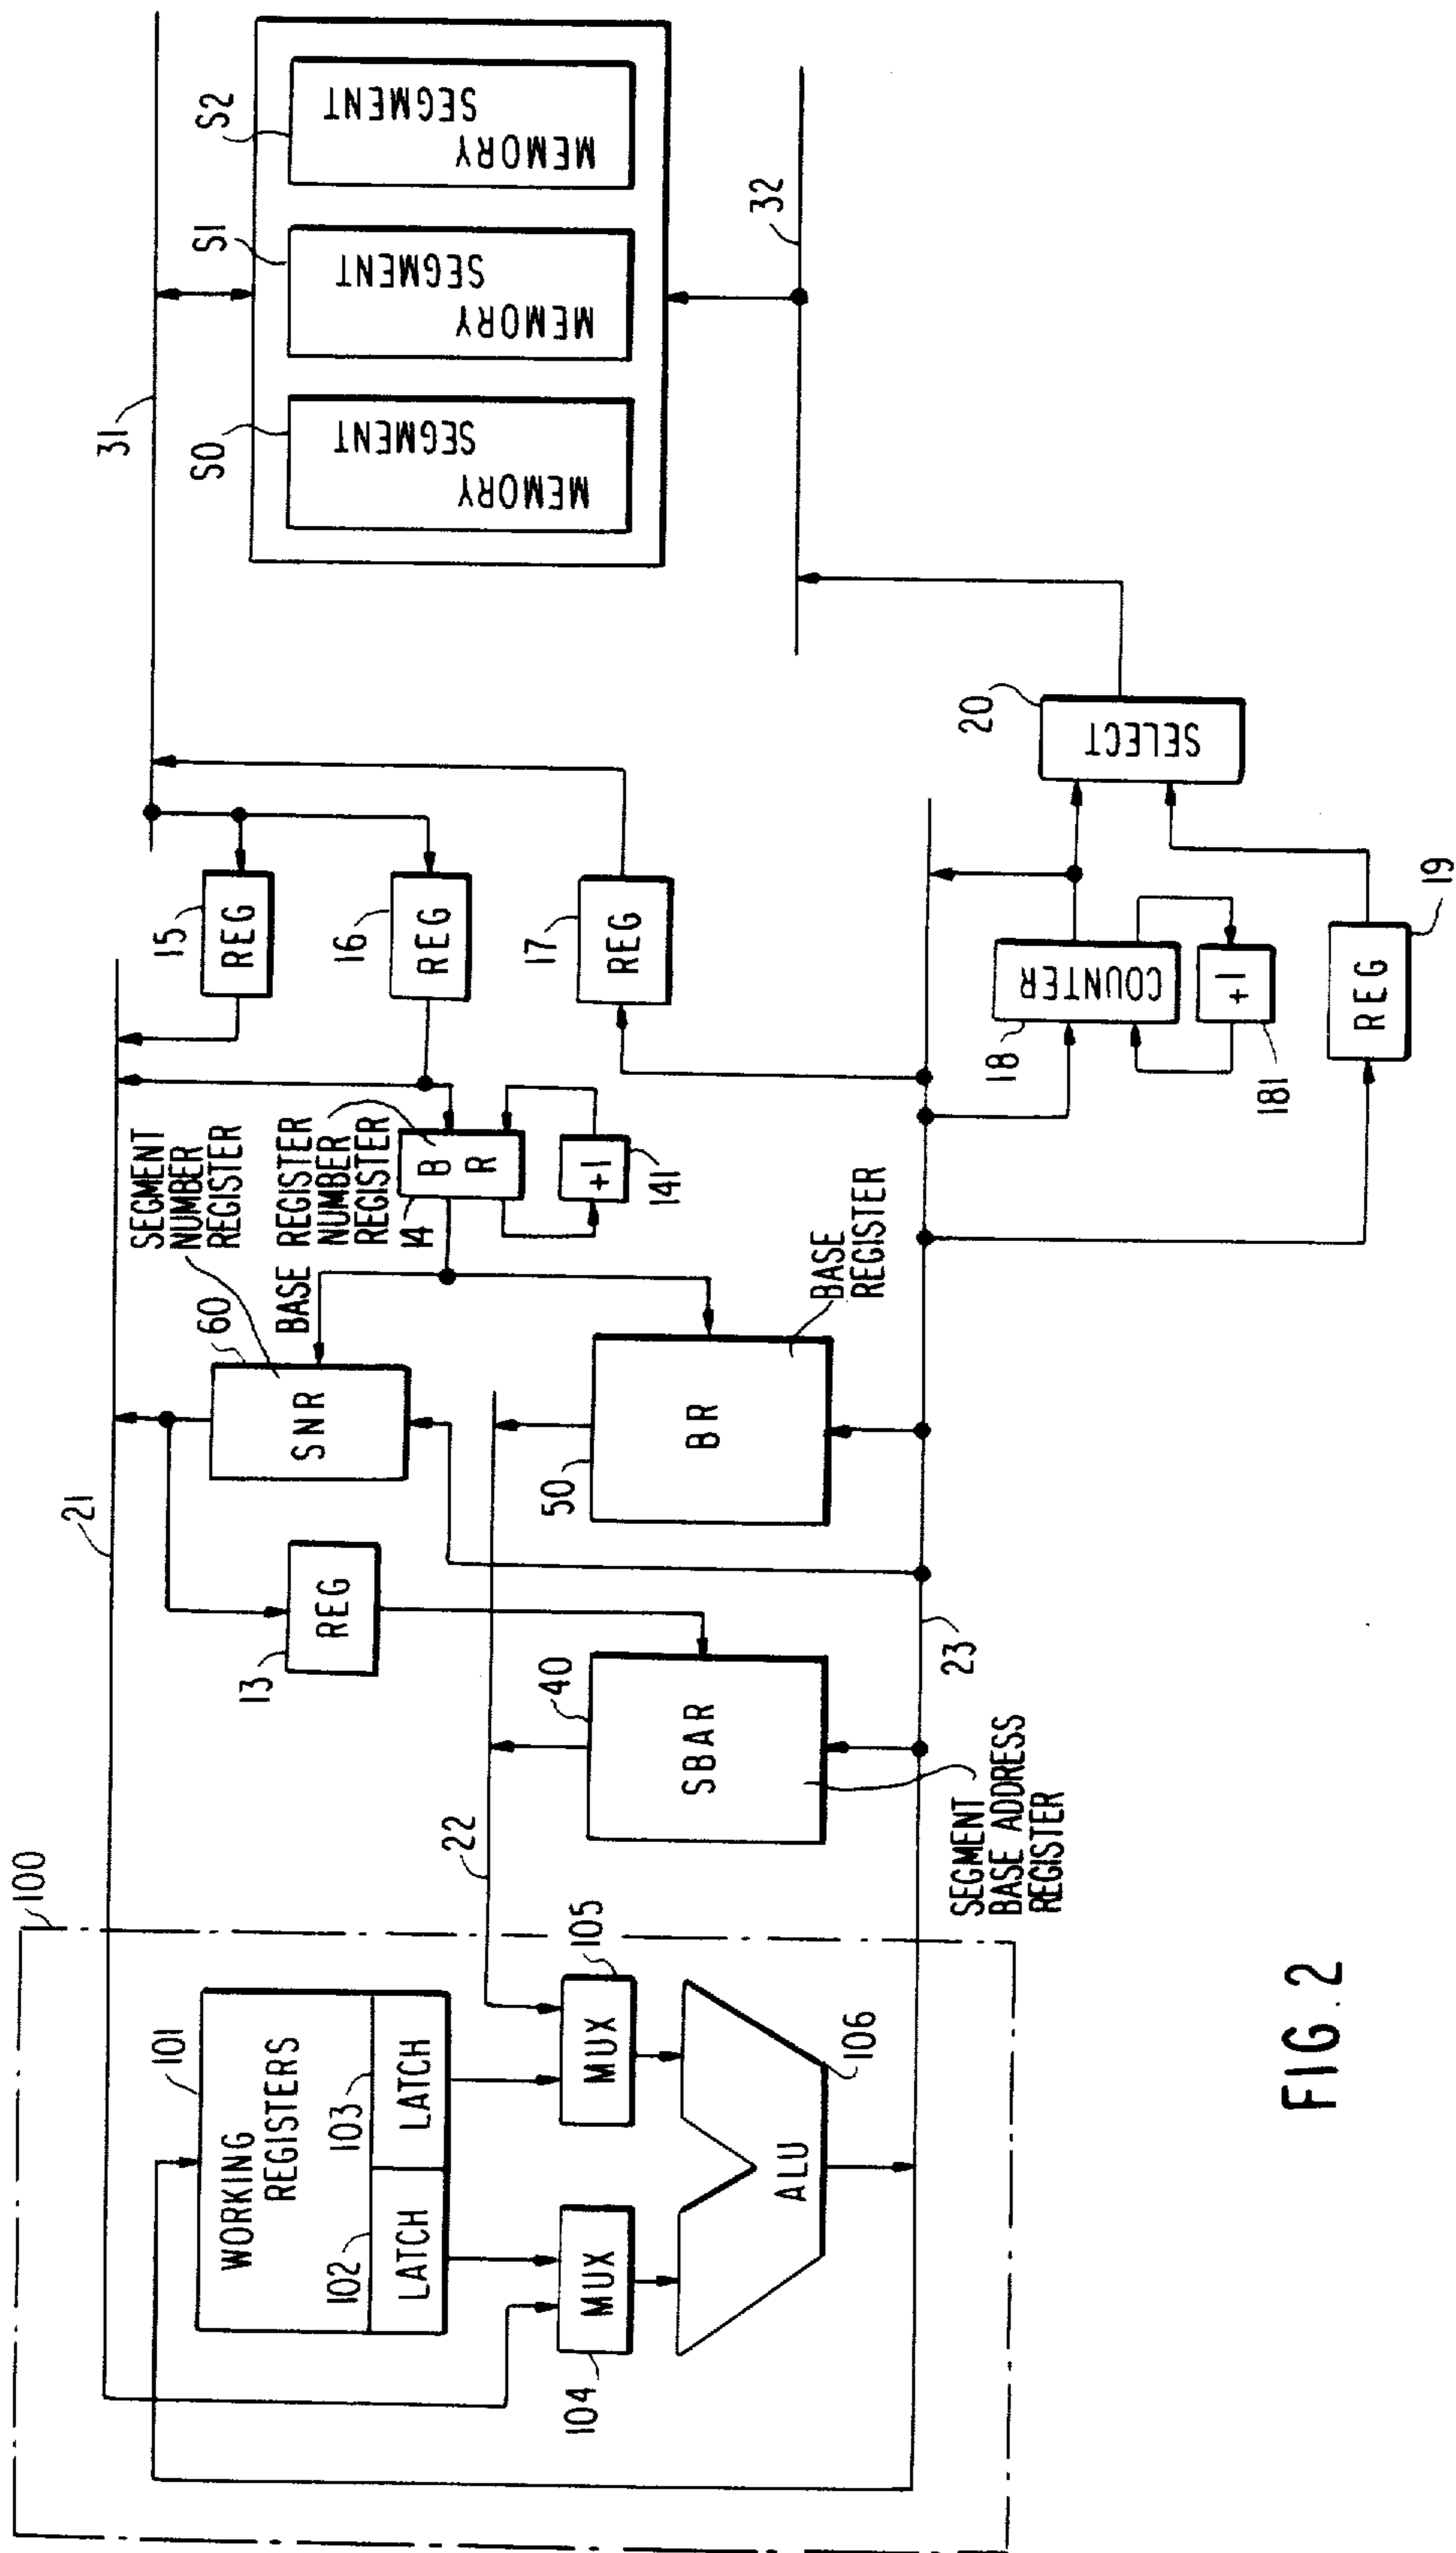 100
101
WORKING
REGISTERS
102
103
LATCH
LATCH
104
MUX
105
MUX
ALU
106
21
22
23
13
REG
40
SBAR
SEGMENT
BASE ADDRESS
REGISTER
SEGMENT
NUMBER
REGISTER
60
SNR
BASE REGISTER
NUMBER
REGISTER
50
BR
BASE
REGISTER
14
B
R
+1
141
15
REG
16
REG
17
REG
18
COUNTER
+1
181
REG
19
20
SELECT
31
32
S0
MEMORY
SEGMENT
S1
MEMORY
SEGMENT
S2
MEMORY
SEGMENT
FIG. 2